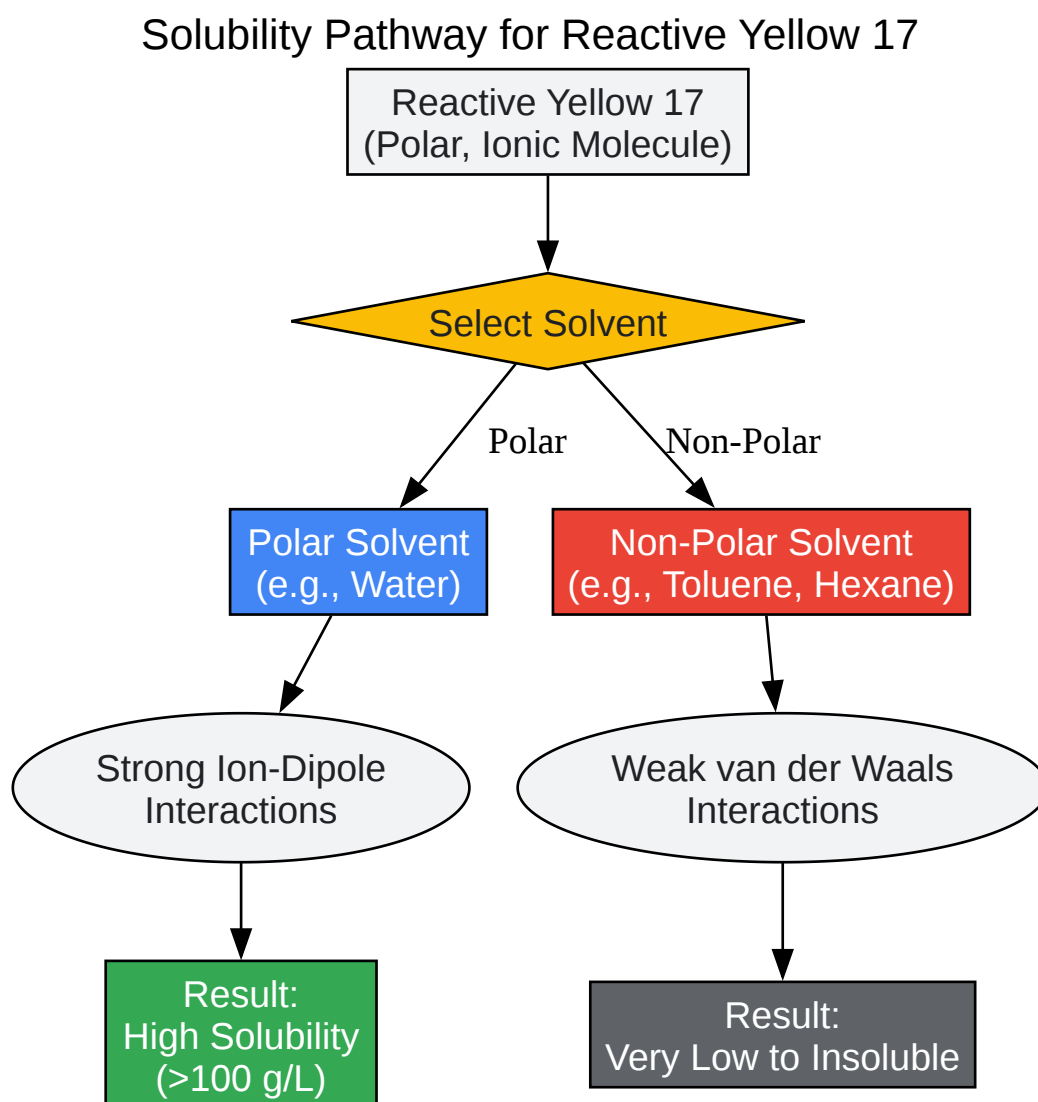 Solubility Pathway for Reactive Yellow 17
Reactive Yellow 17
(Polar, Ionic Molecule)
Select Solvent
Polar
Non-Polar
Polar Solvent
(e.g., Water)
Non-Polar Solvent
(e.g., Toluene, Hexane)
Strong Ion-Dipole
Interactions
Weak van der Waals
Interactions
Result:
High Solubility
(>100 g/L)
Result:
Very Low to Insoluble